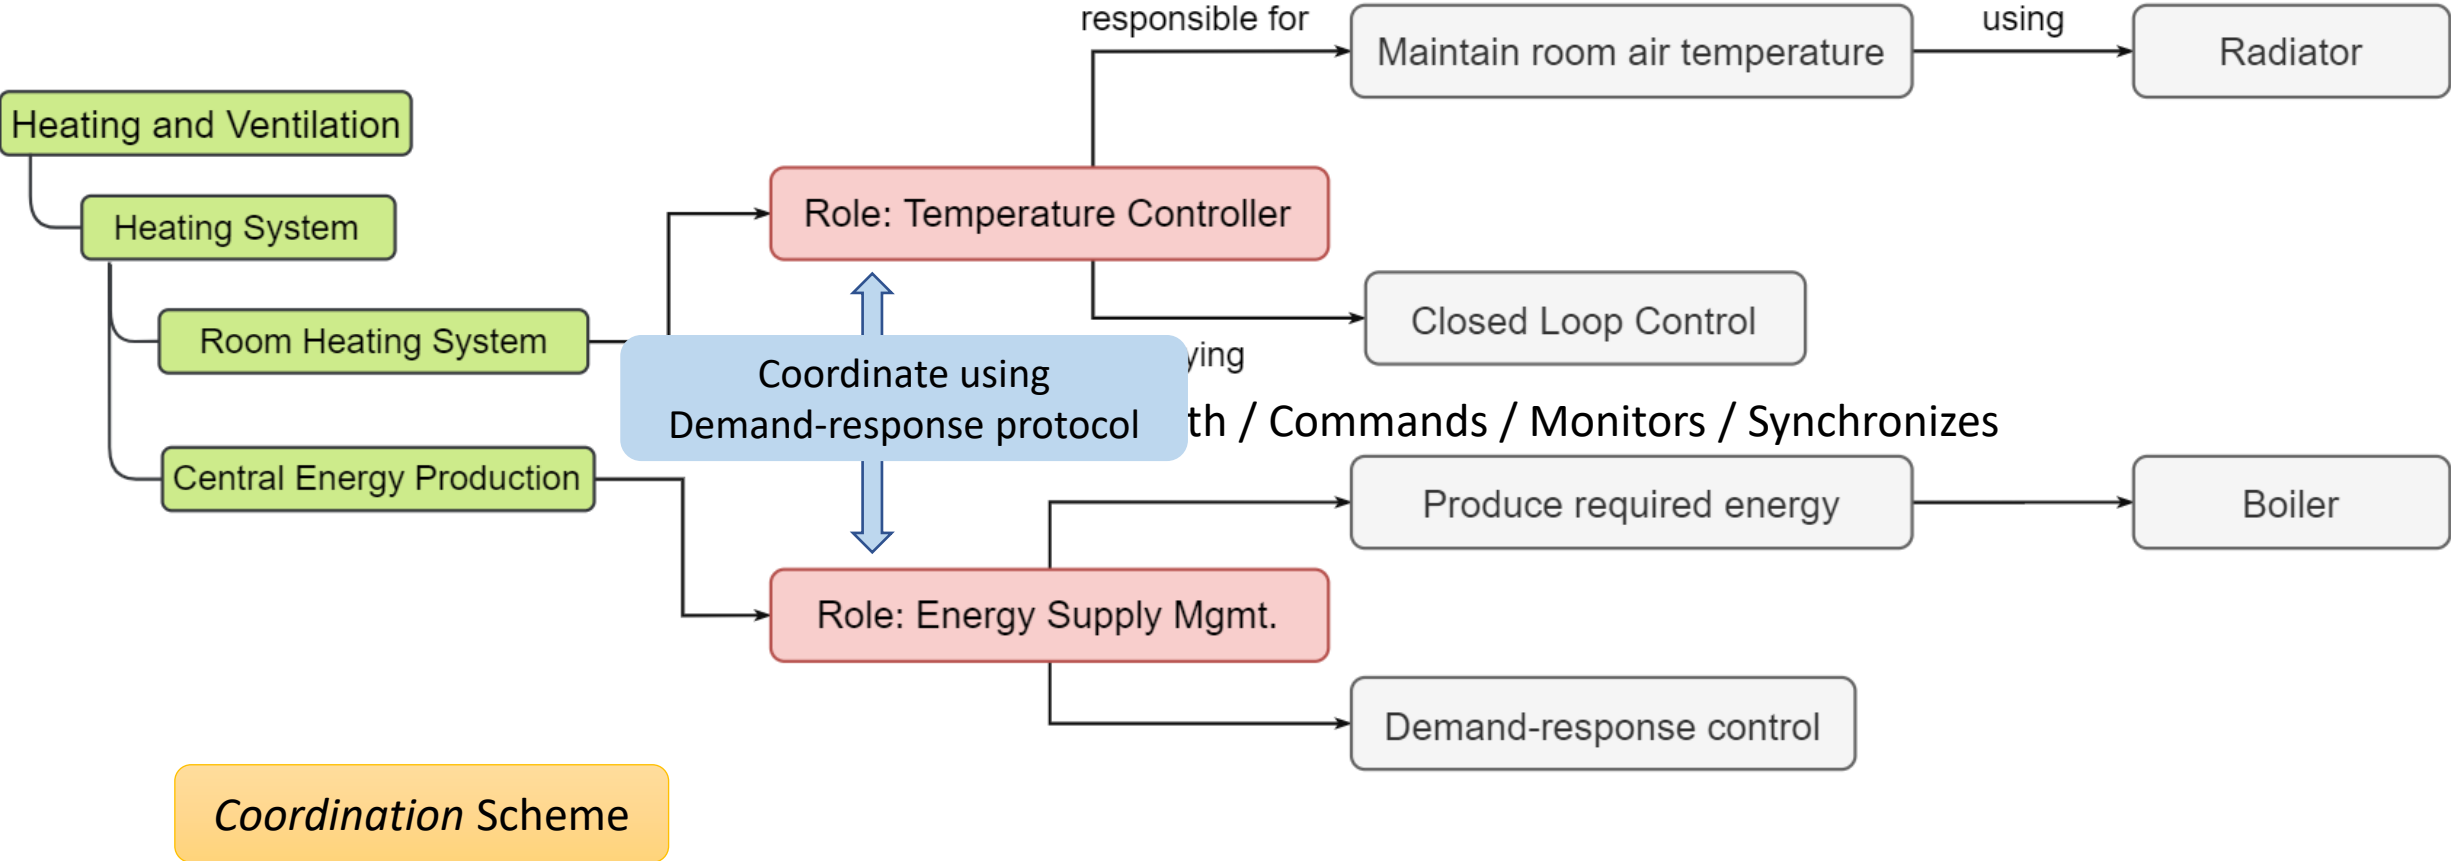 responsible for
Maintain room air temperature
using
Radiator
Heating and Ventilation
Heating System
Role: Temperature Controller
Room Heating System
Closed Loop Control
Coordinate using
Demand-response protocol
/ Commands / Monitors / Synchronizes
Central Energy Production
Produce required energy
Boiler
Role: Energy Supply Mgmt.
Demand-response control
Coordination Scheme